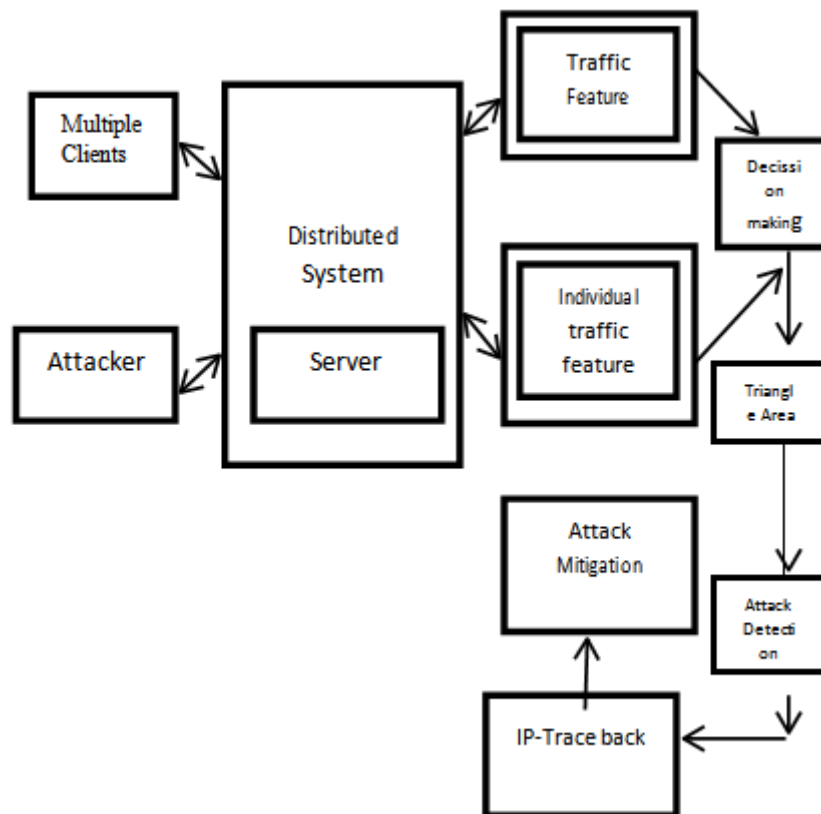 Traffic
Feature
Multiple
Clients
Decissi
on
making
Distributed
System
Individual
traffic
feature
Attacker
Server
Triangl
e Area
Attack
Mitigation
Attack
Detecti
on
IP-Trace back